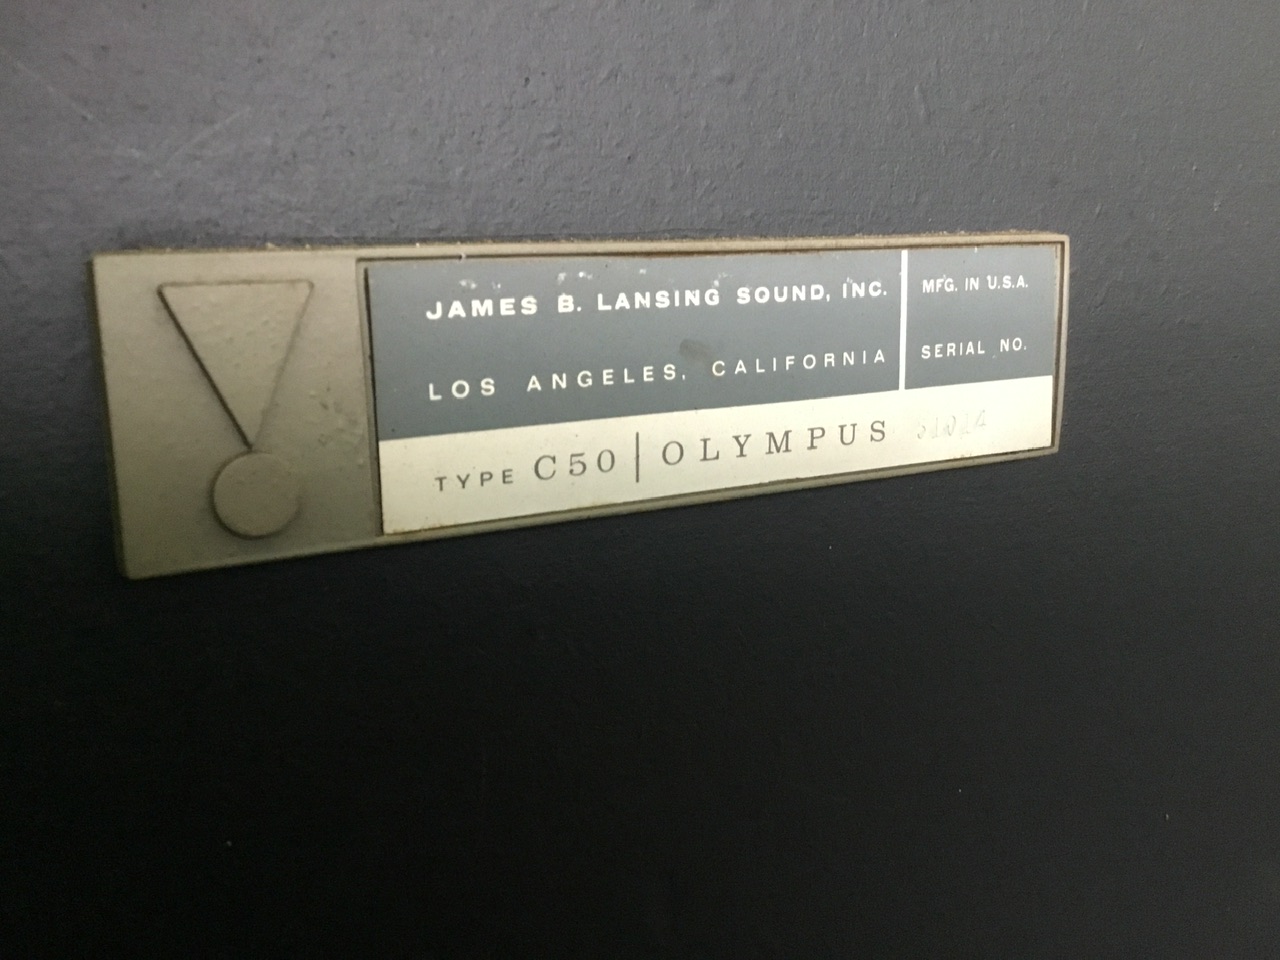 JAMES B. LANSING SOUND, INC.
LOS ANGELES, CALIFORNIA
MFG. IN U.S.A.
SERIAL NO.
TYPE C50 | OLYMPUS